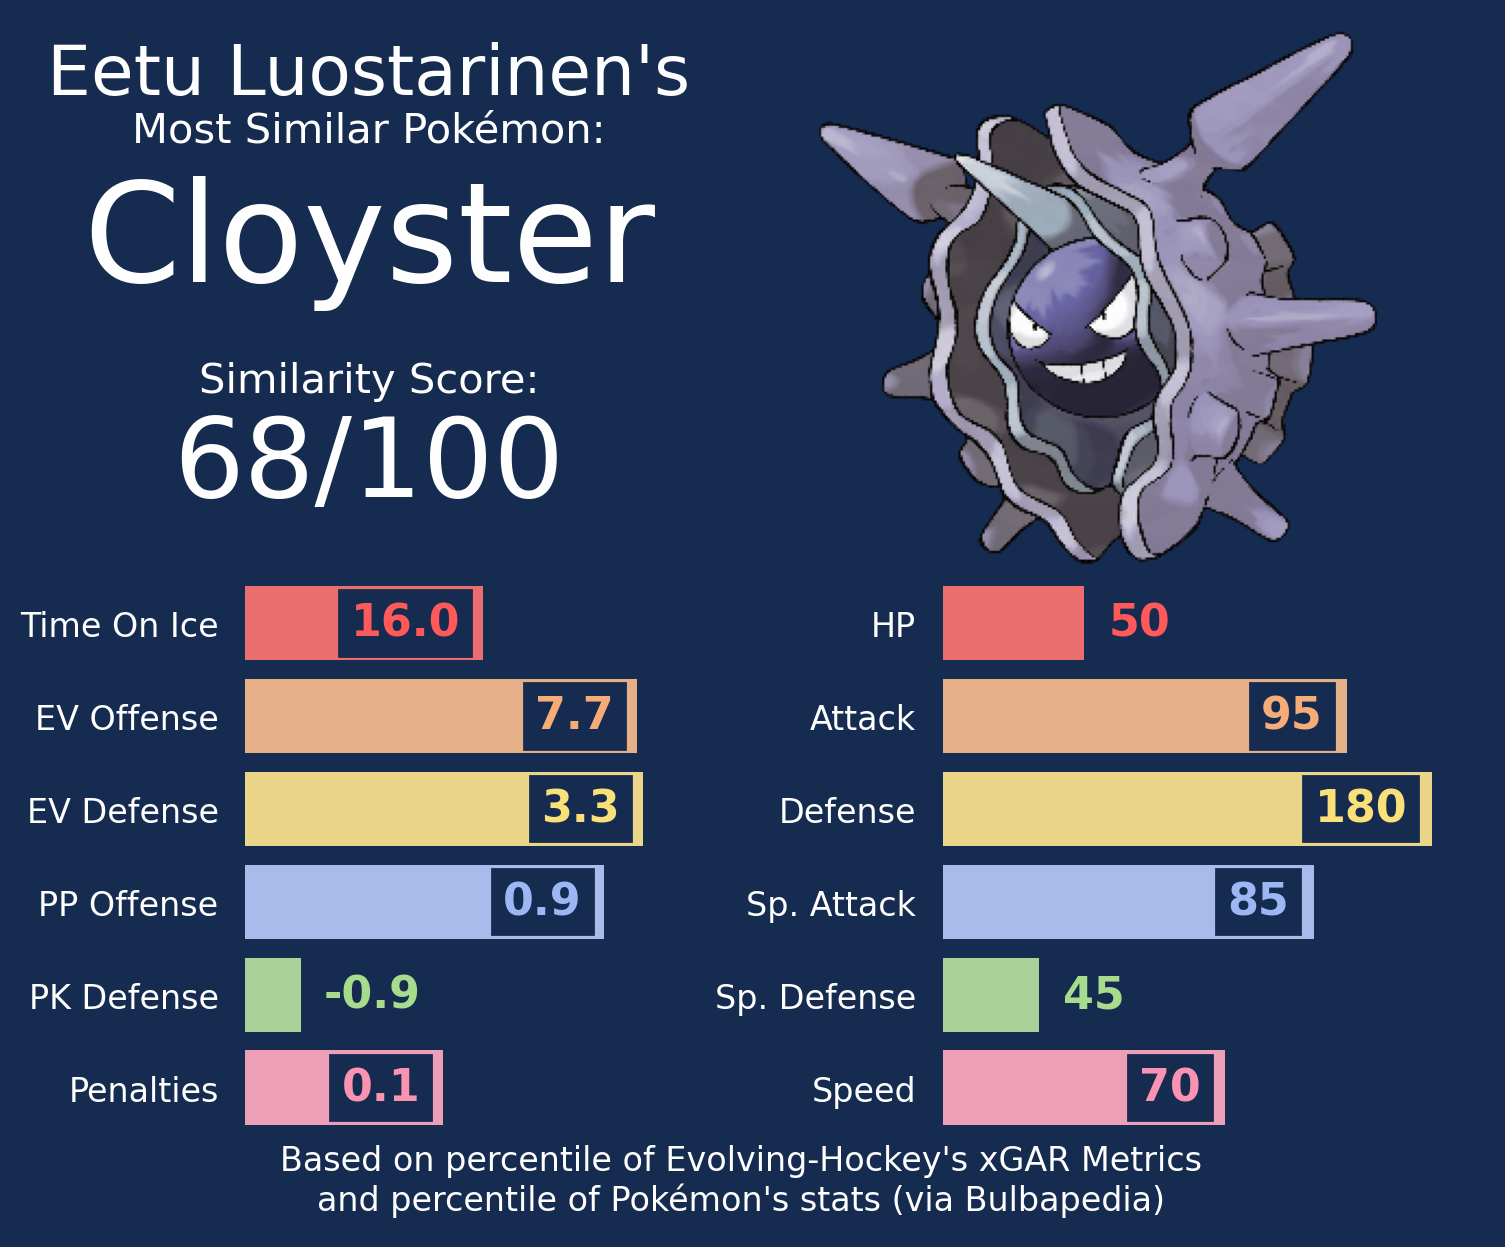 Eetu Luostarinen's
Most Similar Pokémon:
Cloyster
Similarity Score:
68/100
Time On Ice 16.0
EV Offense 7.7
EV Defense 3.3
PP Offense 0.9
PK Defense -0.9
Penalties 0.1
HP 50
Attack 95
Defense 180
Sp. Attack 85
Sp. Defense 45
Speed 70
Based on percentile of Evolving-Hockey's xGAR Metrics
and percentile of Pokémon's stats (via Bulbapedia)